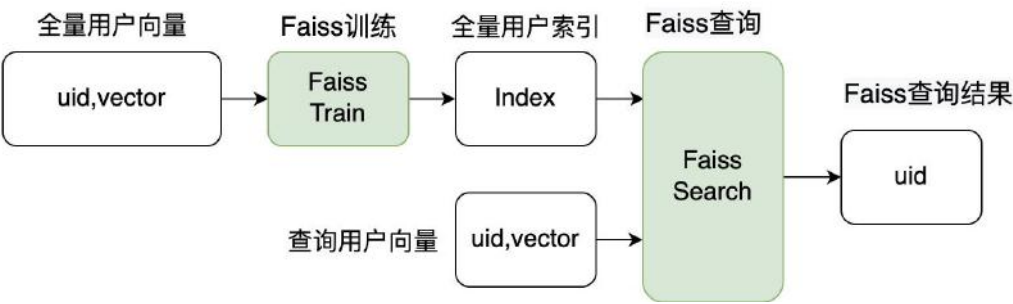 全量用户向量
uid,vector
Faiss训练
Faiss
Train
全量用户索引
Index
Faiss查询
Faiss
Search
查询用户向量
uid,vector
Faiss查询结果
uid